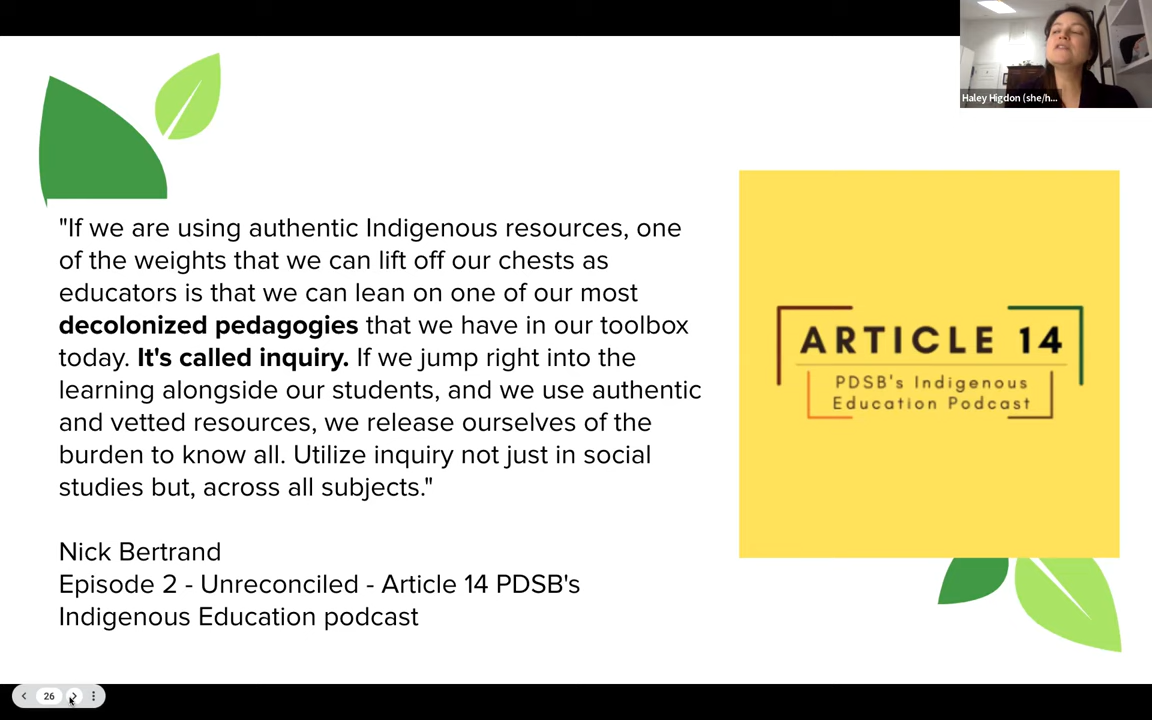 Haley Higdon (she/h...
"If we are using authentic Indigenous resources, one
of the weights that we can lift off our chests as
educators is that we can lean on one of our most
decolonized pedagogies that we have in our toolbox
today. It's called inquiry. If we jump right into the
learning alongside our students, and we use authentic
and vetted resources, we release ourselves of the
burden to know all. Utilize inquiry not just in social
studies but, across all subjects."
Nick Bertrand
Episode 2 - Unreconciled - Article 14 PDSB's
Indigenous Education podcast
ARTICLE 14
PDSB's Indigenous
Education Podcast
26